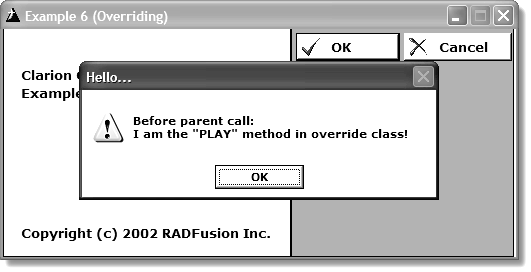 Example 6 (Overriding)
OK
Cancel
Clarion
Example
Hello...
Before parent call:
I am the "PLAY" method in override class!
OK
Copyright (c) 2002 RADFusion Inc.